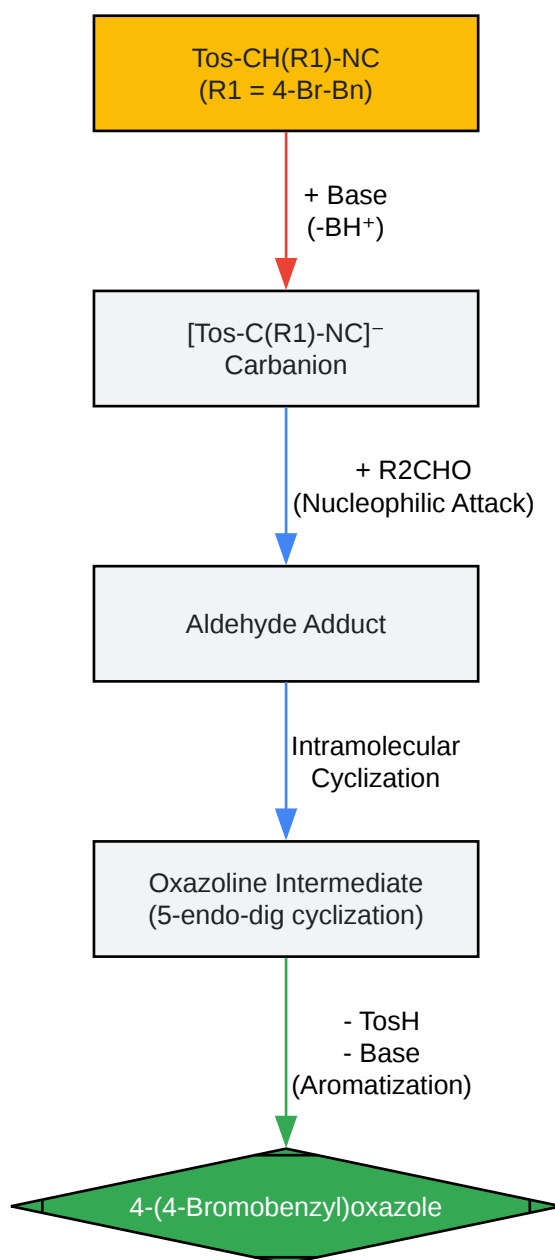 Tos-CH(R1)-NC
(R1 = 4-Br-Bn)
+ Base
(-BH⁺)
[Tos-C(R1)-NC]⁻
Carbanion
+ R2CHO
(Nucleophilic Attack)
Aldehyde Adduct
Intramolecular
Cyclization
Oxazoline Intermediate
(5-endo-dig cyclization)
- TosH
- Base
(Aromatization)
4-(4-Bromobenzyl)oxazole